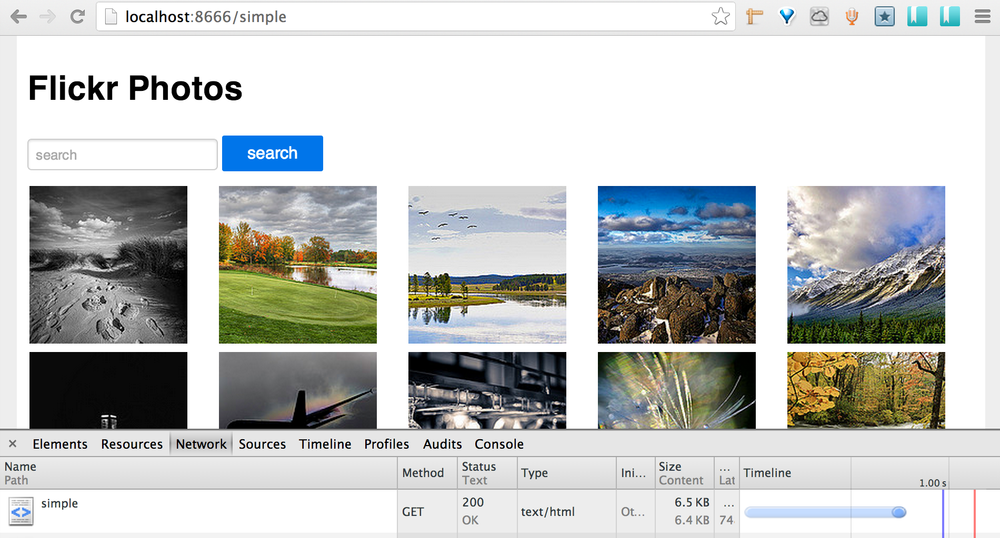 localhost:8666/simple
Flickr Photos
search search
× Elements Resources Network Sources Timeline Profiles Audits Console
Name Method Status Type Ini... Size ... Timeline
Path Text Content Lat 1.00 s
simple GET 200 text/html Ot... 6.5 KB ...
OK 6.4 KB 74